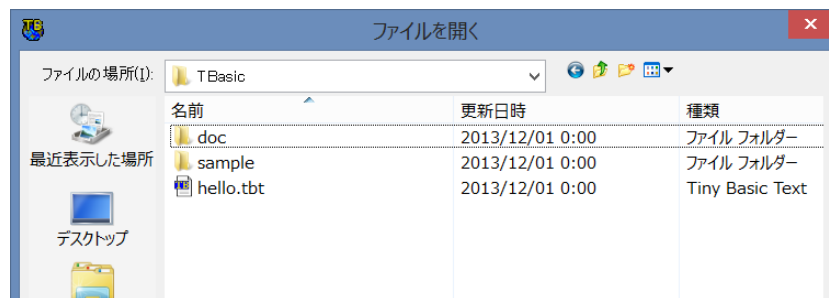 ファイルを開く
ファイルの場所(I): TBasic
名前 更新日時 種類
doc 2013/12/01 0:00 ファイル フォルダー
sample 2013/12/01 0:00 ファイル フォルダー
hello.tbt 2013/12/01 0:00 Tiny Basic Text
最近表示した場所
デスクトップ